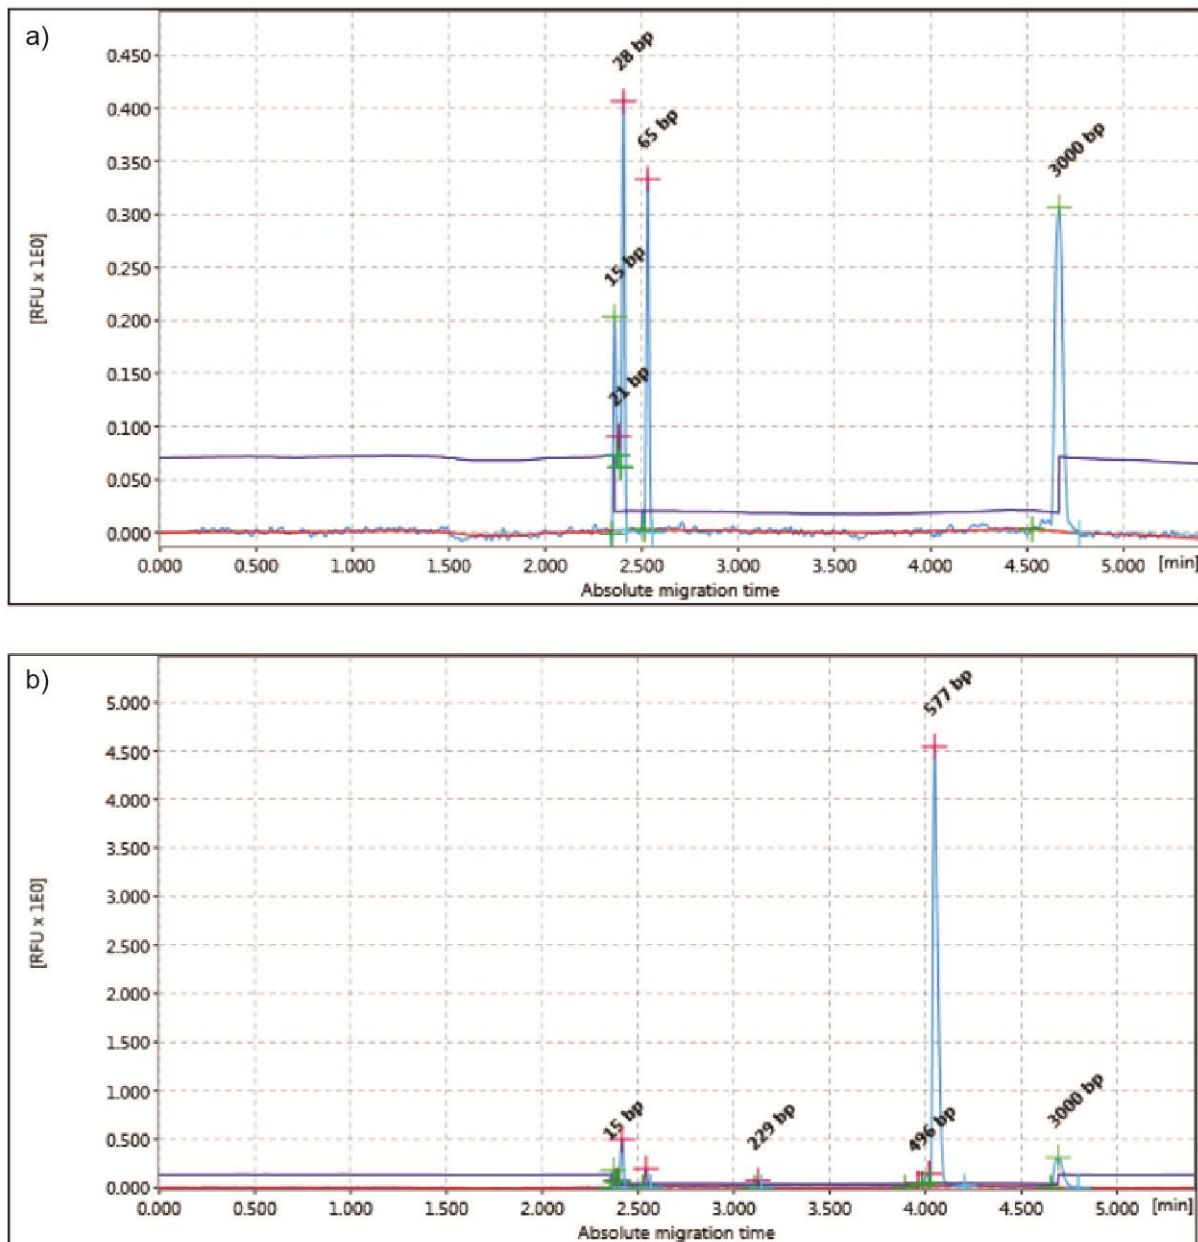 a)
28 bp
65 bp
3000 bp
15 bp
21 bp
0.450
0.400
0.350
0.300
0.250
0.200
0.150
0.100
0.050
0.000
[RFU x 1E0]
0.000 0.500 1.000 1.500 2.000 2.500 3.000 3.500 4.000 4.500 5.000 [min]
Absolute migration time
b)
577 bp
15 bp
229 bp
496 bp
3000 bp
5.000
4.500
4.000
3.500
3.000
2.500
2.000
1.500
1.000
0.500
0.000
[RFU x 1E0]
0.000 0.500 1.000 1.500 2.000 2.500 3.000 3.500 4.000 4.500 5.000 [min]
Absolute migration time